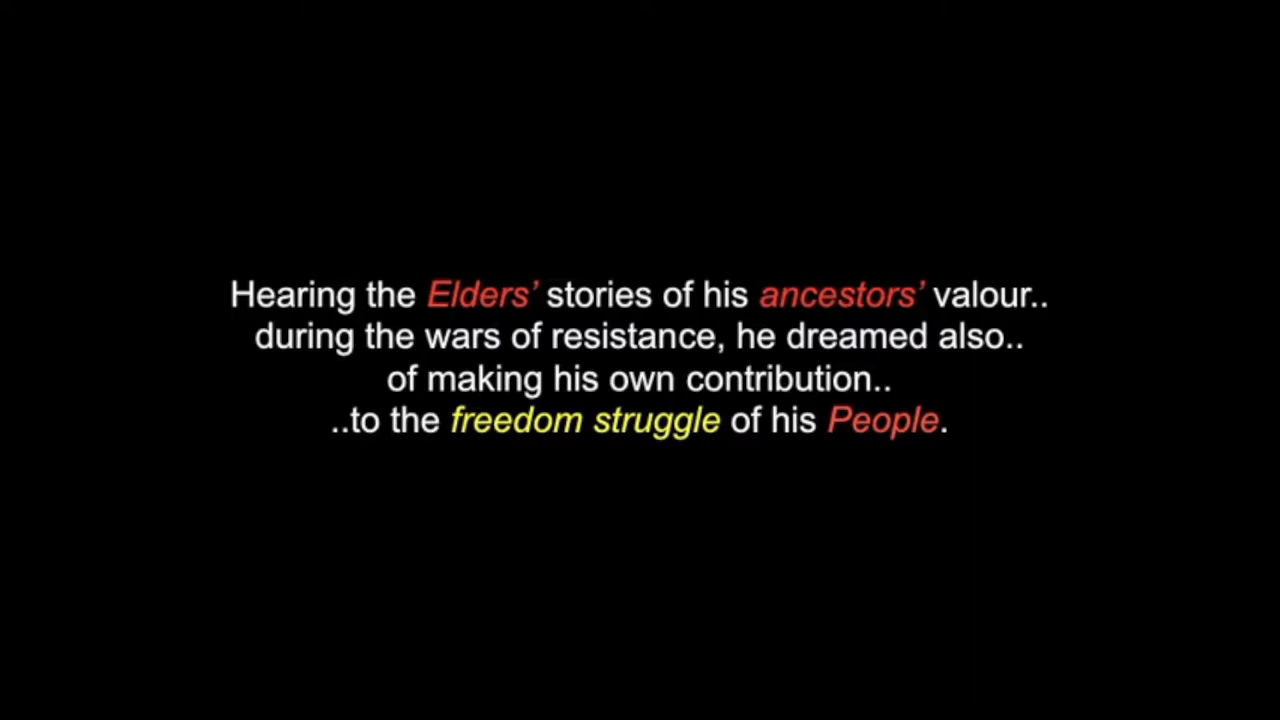 Hearing the Elders’ stories of his ancestors’ valour..
during the wars of resistance, he dreamed also..
of making his own contribution..
..to the freedom struggle of his People.